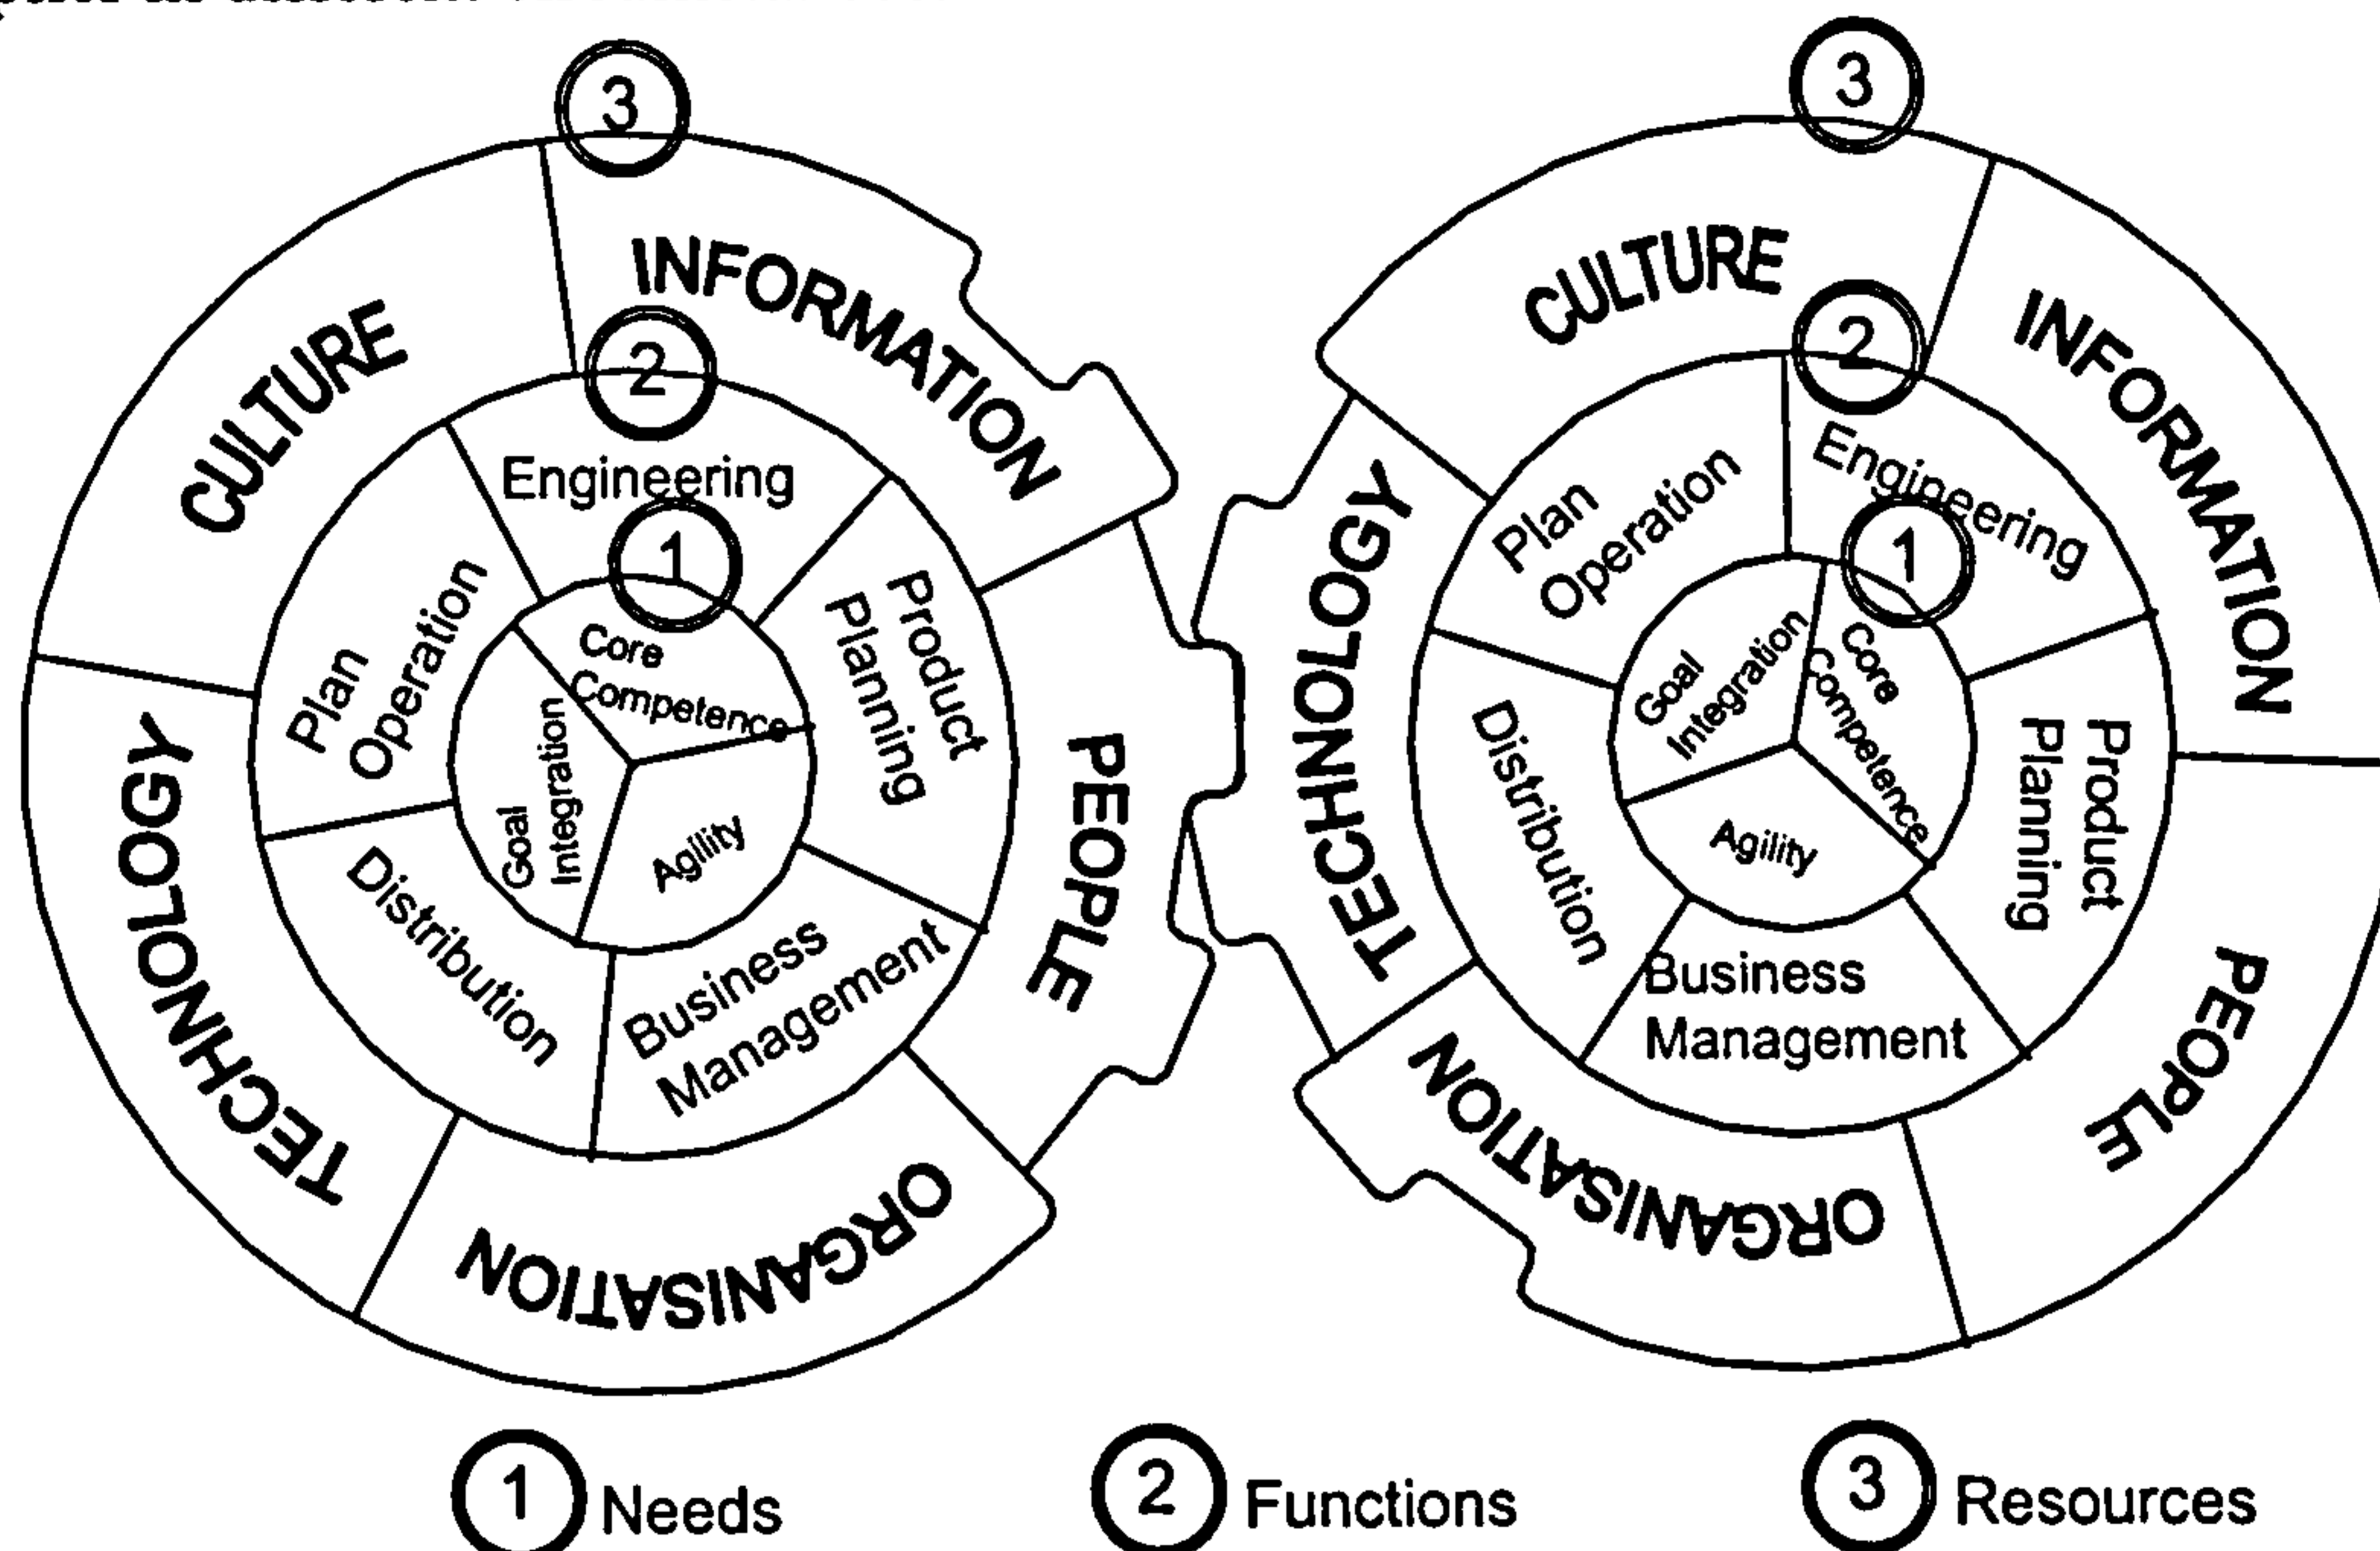 3
CULTURE
INFORMATION
2
Engineering
1
Core
Competence
Goal
Integration
Agility
Plan
Operation
Product
Planning
Distribution
Business
Management
PEOPLE
TECHNOLOGY
ORGANISATION
3
CULTURE
INFORMATION
2
Engineering
1
Plan
Operation
Goal
Integration
Core
Competence
Agility
Distribution
Product
Planning
Business
Management
TECHNOLOGY
PEOPLE
ORGANISATION
1 Needs
2 Functions
3 Resources